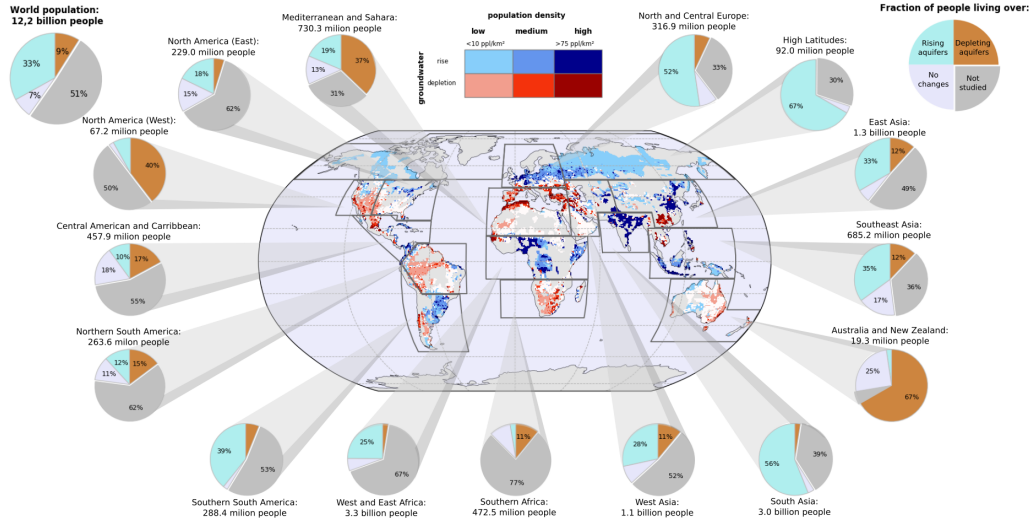 World population:
12,2 billion people
33%
9%
7%
51%
North America (East):
229.0 milion people
18%
15%
62%
Mediterranean and Sahara:
730.3 milion people
19%
37%
13%
31%
population density
low
medium
high
<10 ppl/km²
>75 ppl/km²
groundwater
rise
depletion
North and Central Europe:
316.9 milion people
52%
33%
High Latitudes:
92.0 milion people
30%
67%
Fraction of people living over:
Rising
aquifers
Depleting
aquifers
No
changes
Not
studied
North America (West):
67.2 milion people
40%
50%
East Asia:
1.3 billion people
33%
12%
49%
Central American and Carribbean:
457.9 milion people
10%
17%
18%
55%
Southeast Asia:
685.2 milion people
35%
12%
17%
36%
Northern South America:
263.6 milon people
12%
15%
11%
62%
Australia and New Zealand:
19.3 milion people
25%
67%
39%
53%
Southern South America:
288.4 milion people
25%
67%
West and East Africa:
3.3 billion people
11%
77%
Southern Africa:
472.5 milion people
28%
11%
52%
West Asia:
1.1 billion people
56%
39%
South Asia:
3.0 billion people